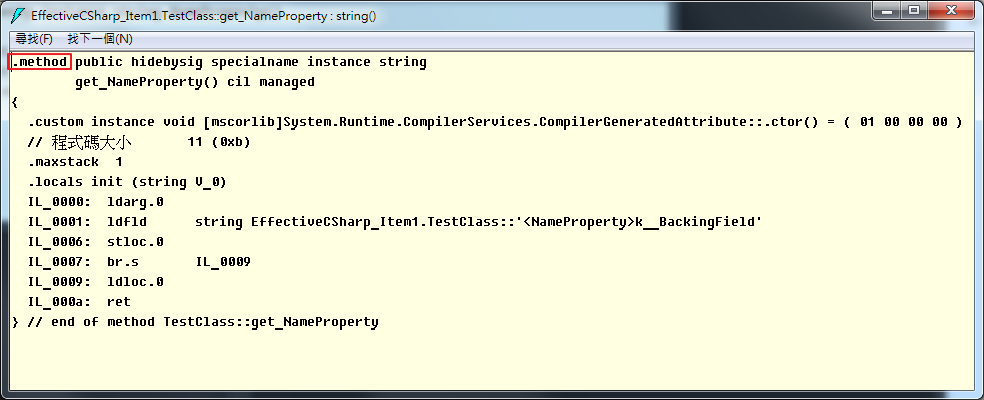 EffectiveCSharp_Item1.TestClass::get_NameProperty : string()
尋找(F) 找下一個(N)
.method public hidebysig specialname instance string
get_NameProperty() cil managed
{
.custom instance void [mscorlib]System.Runtime.CompilerServices.CompilerGeneratedAttribute::.ctor() = ( 01 00 00 00 )
// 程式碼大小 11 (0xb)
.maxstack 1
.locals init (string V_0)
IL_0000: ldarg.0
IL_0001: ldfld string EffectiveCSharp_Item1.TestClass::'<NameProperty>k__BackingField'
IL_0006: stloc.0
IL_0007: br.s IL_0009
IL_0009: ldloc.0
IL_000a: ret
} // end of method TestClass::get_NameProperty